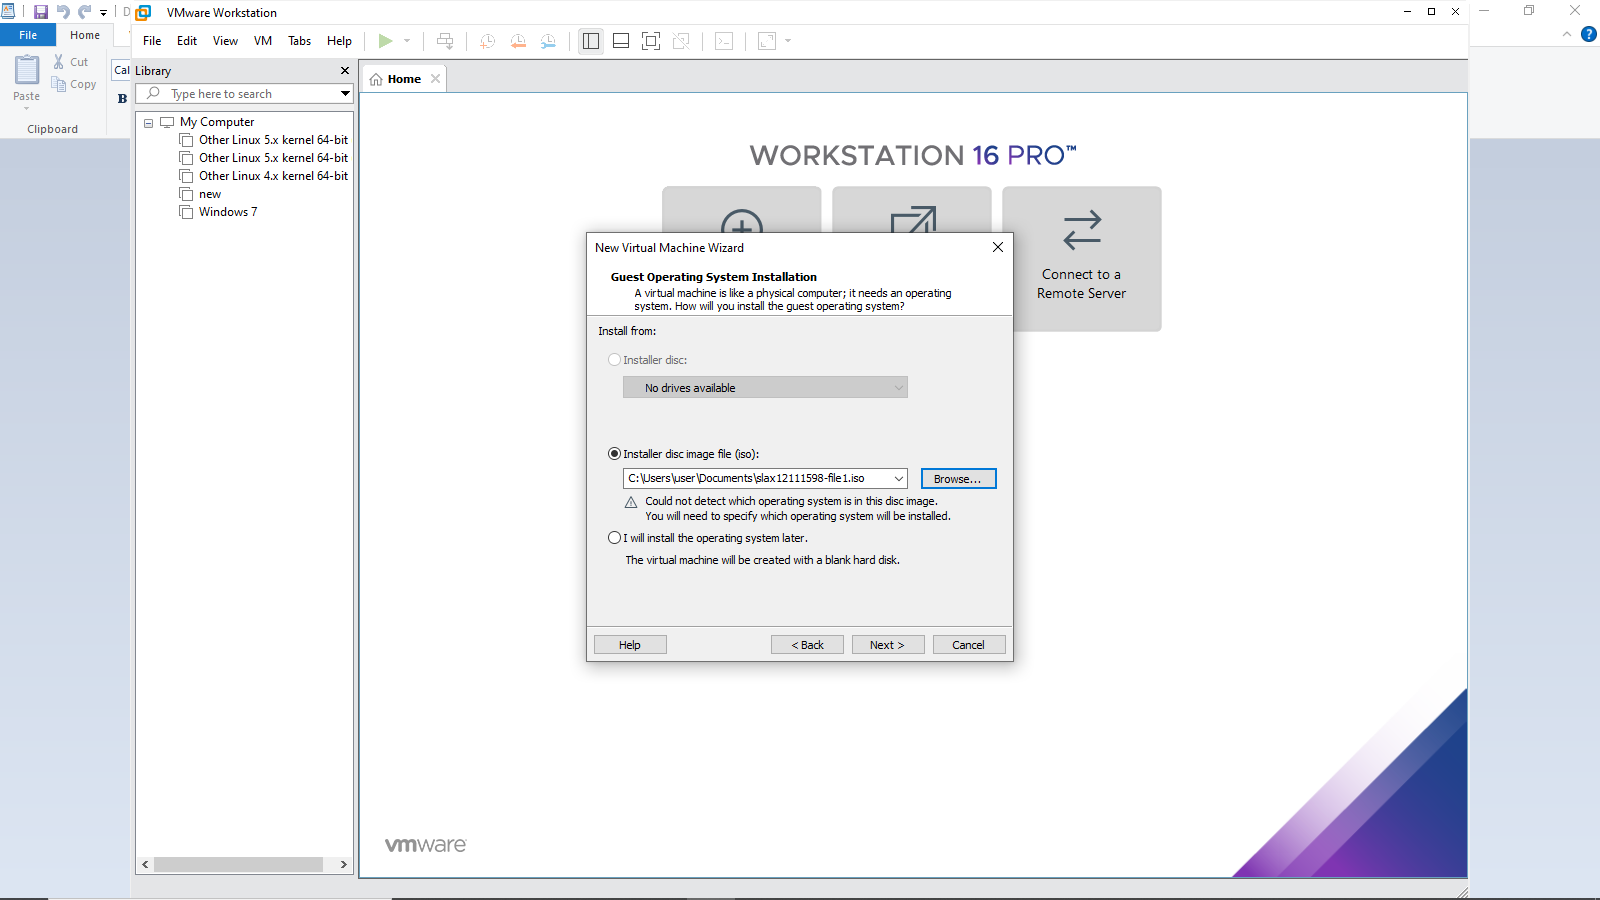 VMware Workstation
File
Home
File Edit View VM Tabs Help
Cut
Copy
Paste
Clipboard
Cal
B
Library
Type here to search
My Computer
Other Linux 5.x kernel 64-bit
Other Linux 5.x kernel 64-bit
Other Linux 4.x kernel 64-bit
new
Windows 7
Home
WORKSTATION 16 PRO™
Connect to a
Remote Server
New Virtual Machine Wizard
Guest Operating System Installation
A virtual machine is like a physical computer; it needs an operating
system. How will you install the guest operating system?
Install from:
Installer disc:
No drives available
Installer disc image file (iso):
C:\Users\user\Documents\slax12111598-file1.iso
Browse...
Could not detect which operating system is in this disc image.
You will need to specify which operating system will be installed.
I will install the operating system later.
The virtual machine will be created with a blank hard disk.
Help
< Back
Next >
Cancel
vmware